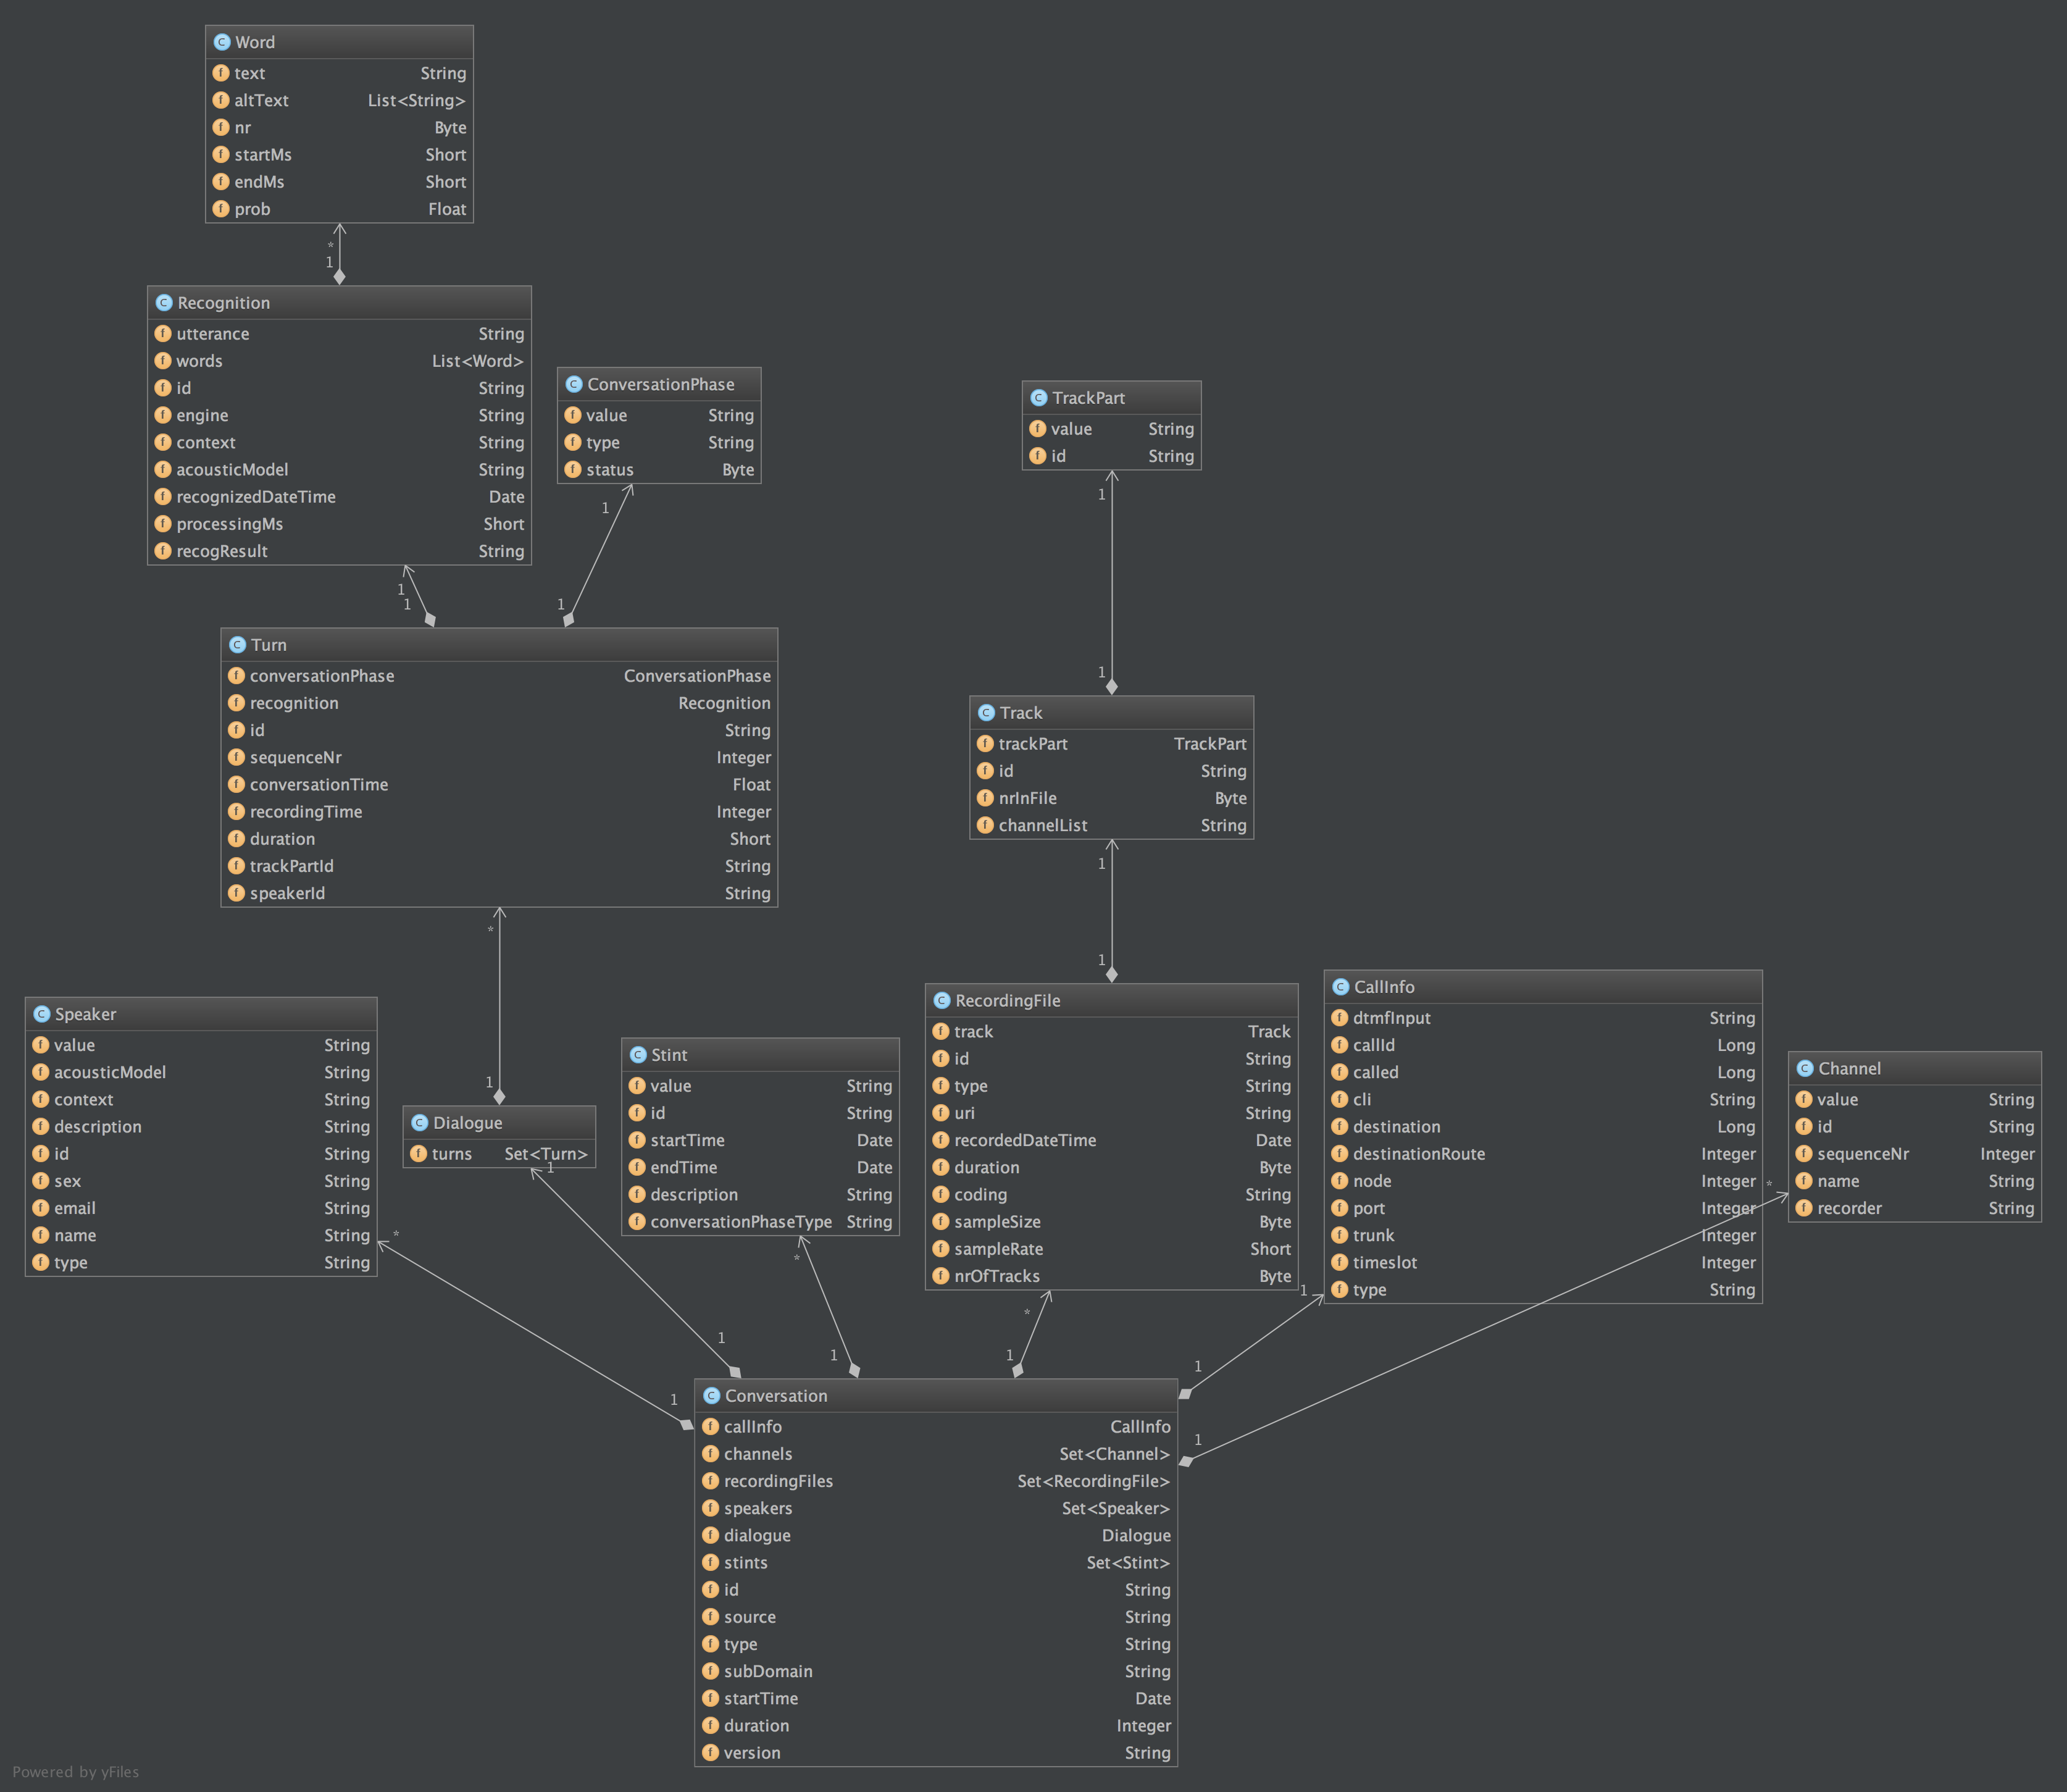 Word
text String
altText List<String>
nr Byte
startMs Short
endMs Short
prob Float
*
1
Recognition
utterance String
words List<Word>
id String
engine String
context String
acousticModel String
recognizedDateTime Date
processingMs Short
recogResult String
1
1
ConversationPhase
value String
type String
status Byte
1
1
TrackPart
value String
id String
1
1
Turn
conversationPhase ConversationPhase
recognition Recognition
id String
sequenceNr Integer
conversationTime Float
recordingTime Integer
duration Short
trackPartId String
speakerId String
*
1
Track
trackPart TrackPart
id String
nrInFile Byte
channelList String
1
1
Speaker
value String
acousticModel String
context String
description String
id String
sex String
email String
name String
type String
*
1
Dialogue
turns Set<Turn>
1
1
Stint
value String
id String
startTime Date
endTime Date
description String
conversationPhaseType String
*
1
RecordingFile
track Track
id String
type String
uri String
recordedDateTime Date
duration Byte
coding String
sampleSize Byte
sampleRate Short
nrOfTracks Byte
*
1
CallInfo
dtmfInput String
callId Long
called Long
cli String
destination Long
destinationRoute Integer
node Integer
port Integer
trunk Integer
timeslot Integer
type String
1
1
Channel
value String
id String
sequenceNr Integer
name String
recorder String
*
1
Conversation
callInfo CallInfo
channels Set<Channel>
recordingFiles Set<RecordingFile>
speakers Set<Speaker>
dialogue Dialogue
stints Set<Stint>
id String
source String
type String
subDomain String
startTime Date
duration Integer
version String
Powered by yFiles